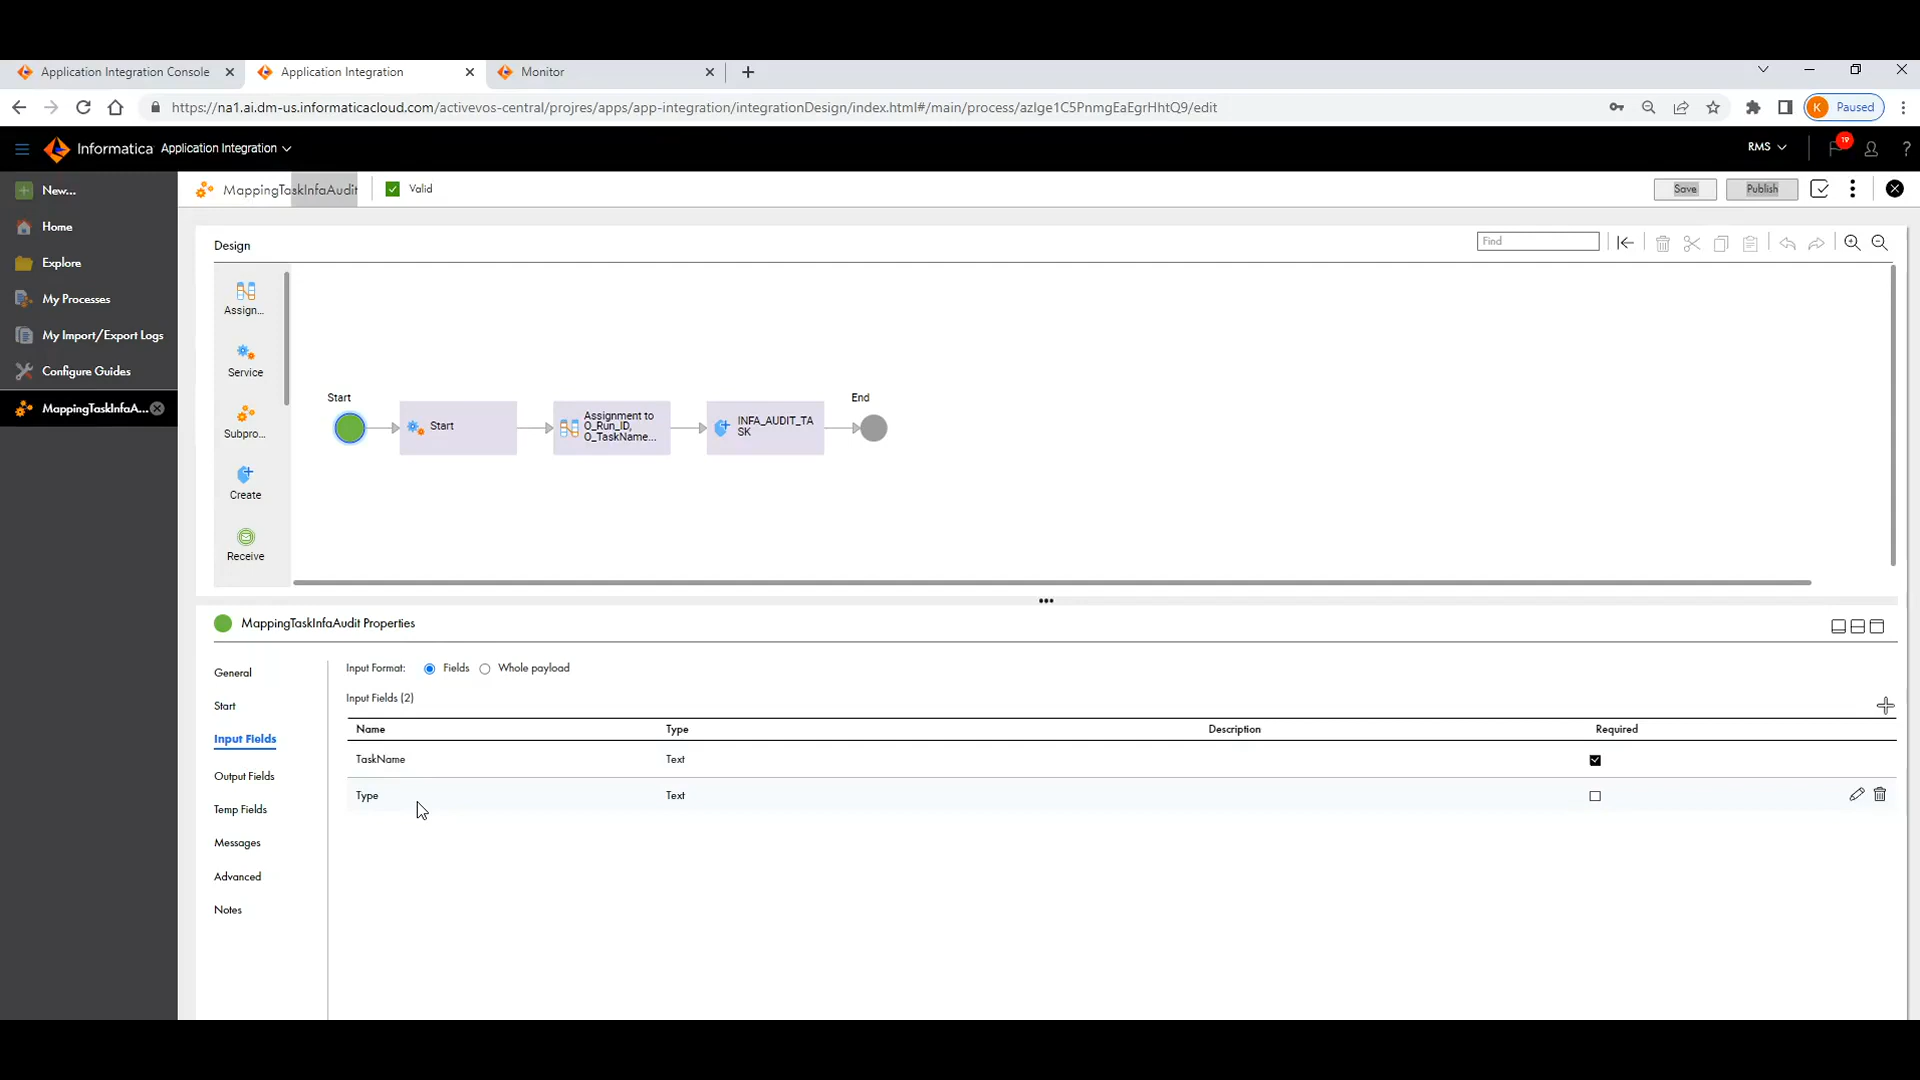 Application Integration Console
Application Integration
Monitor
https://na1.ai.dm-us.informaticacloud.com/activevos-central/projres/apps/app-integration/integrationDesign/index.html#/main/process/azlge1C5PnmgEaEgrHhtQ9/edit
K Paused
Informatica Application Integration
RMS
19
?
New...
MappingTaskInfaAudit
Valid
Save
Publish
Home
Explore
My Processes
My Import/Export Logs
Configure Guides
MappingTaskInfaA...
Design
Find
Assign...
Service
Subpro...
Create
Receive
Start
Start
Assignment to
O_Run_ID,
O_TaskName...
INFA_AUDIT_TA
SK
End
MappingTaskInfaAudit Properties
General
Start
Input Fields
Output Fields
Temp Fields
Messages
Advanced
Notes
Input Format: Fields Whole payload
Input Fields (2)
Name Type Description Required
TaskName Text
Type Text